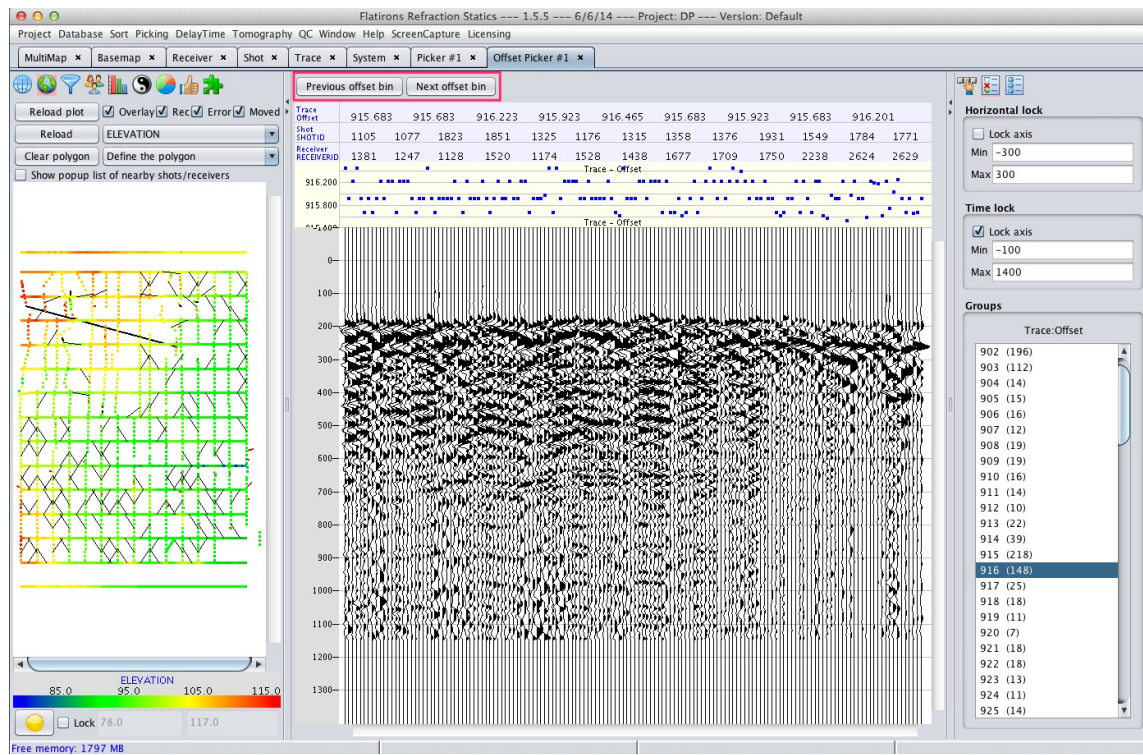 Flatirons Refraction Statics --- 1.5.5 --- 6/6/14 --- Project: DP --- Version: Default
Project Database Sort Picking DelayTime Tomography QC Window Help ScreenCapture Licensing
MultiMap × Basemap × Receiver × Shot × Trace × System × Picker #1 × Offset Picker #1 ×
Reload plot Overlay Rec Error Moved
Reload ELEVATION
Clear polygon Define the polygon
Show popup list of nearby shots/receivers
ELEVATION
85.0 95.0 105.0 115.0
Lock 78.0 117.0
Free memory: 1797 MB
Previous offset bin Next offset bin
Trace Offset 915.683 915.683 916.223 915.923 916.465 915.683 915.923 915.683 916.201
Shot SHOTID 1105 1077 1823 1851 1325 1176 1315 1358 1376 1931 1549 1784 1771
Receiver RECEIVERID 1381 1247 1128 1520 1174 1528 1438 1677 1709 1750 2238 2624 2629
Trace - Offset
916.200
915.800
Trace - Offset
0
100
200
300
400
500
600
700
800
900
1000
1100
1200
1300
Horizontal lock
Lock axis
Min -300
Max 300
Time lock
Lock axis
Min -100
Max 1400
Groups
Trace:Offset
902 (196)
903 (112)
904 (14)
905 (15)
906 (16)
907 (12)
908 (19)
909 (19)
910 (16)
911 (14)
912 (10)
913 (22)
914 (39)
915 (218)
916 (148)
917 (25)
918 (18)
919 (11)
920 (7)
921 (18)
922 (18)
923 (13)
924 (11)
925 (14)